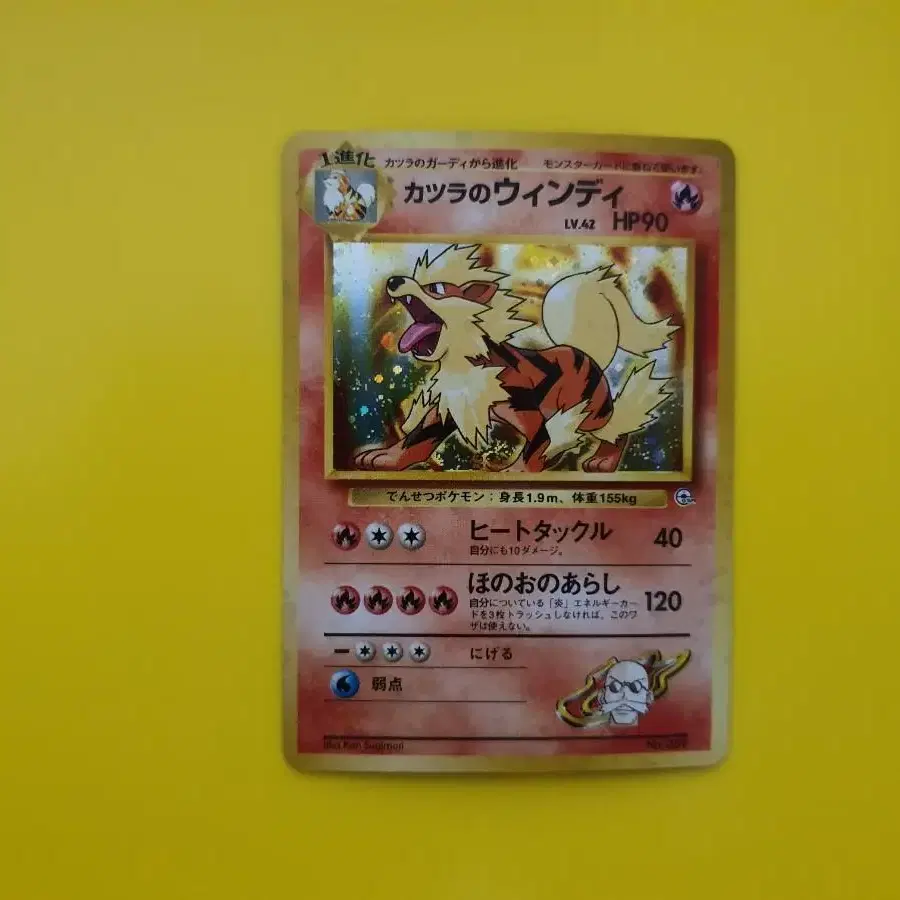 1進化 カツラのガーディから進化 モンスターカードに重ねて使います
カツラのウィンディ
LV.42 HP90
でんせつポケモン：身長1.9m、体重155kg
ヒートタックル 40
自分にも10ダメージ。
ほのおのあらし 120
自分についている「炎」エネルギーカー
ドを3枚トラッシュしなければ、このワ
ザは使えない。
にげる
弱点
Illus. Ken Sugimori No. 059